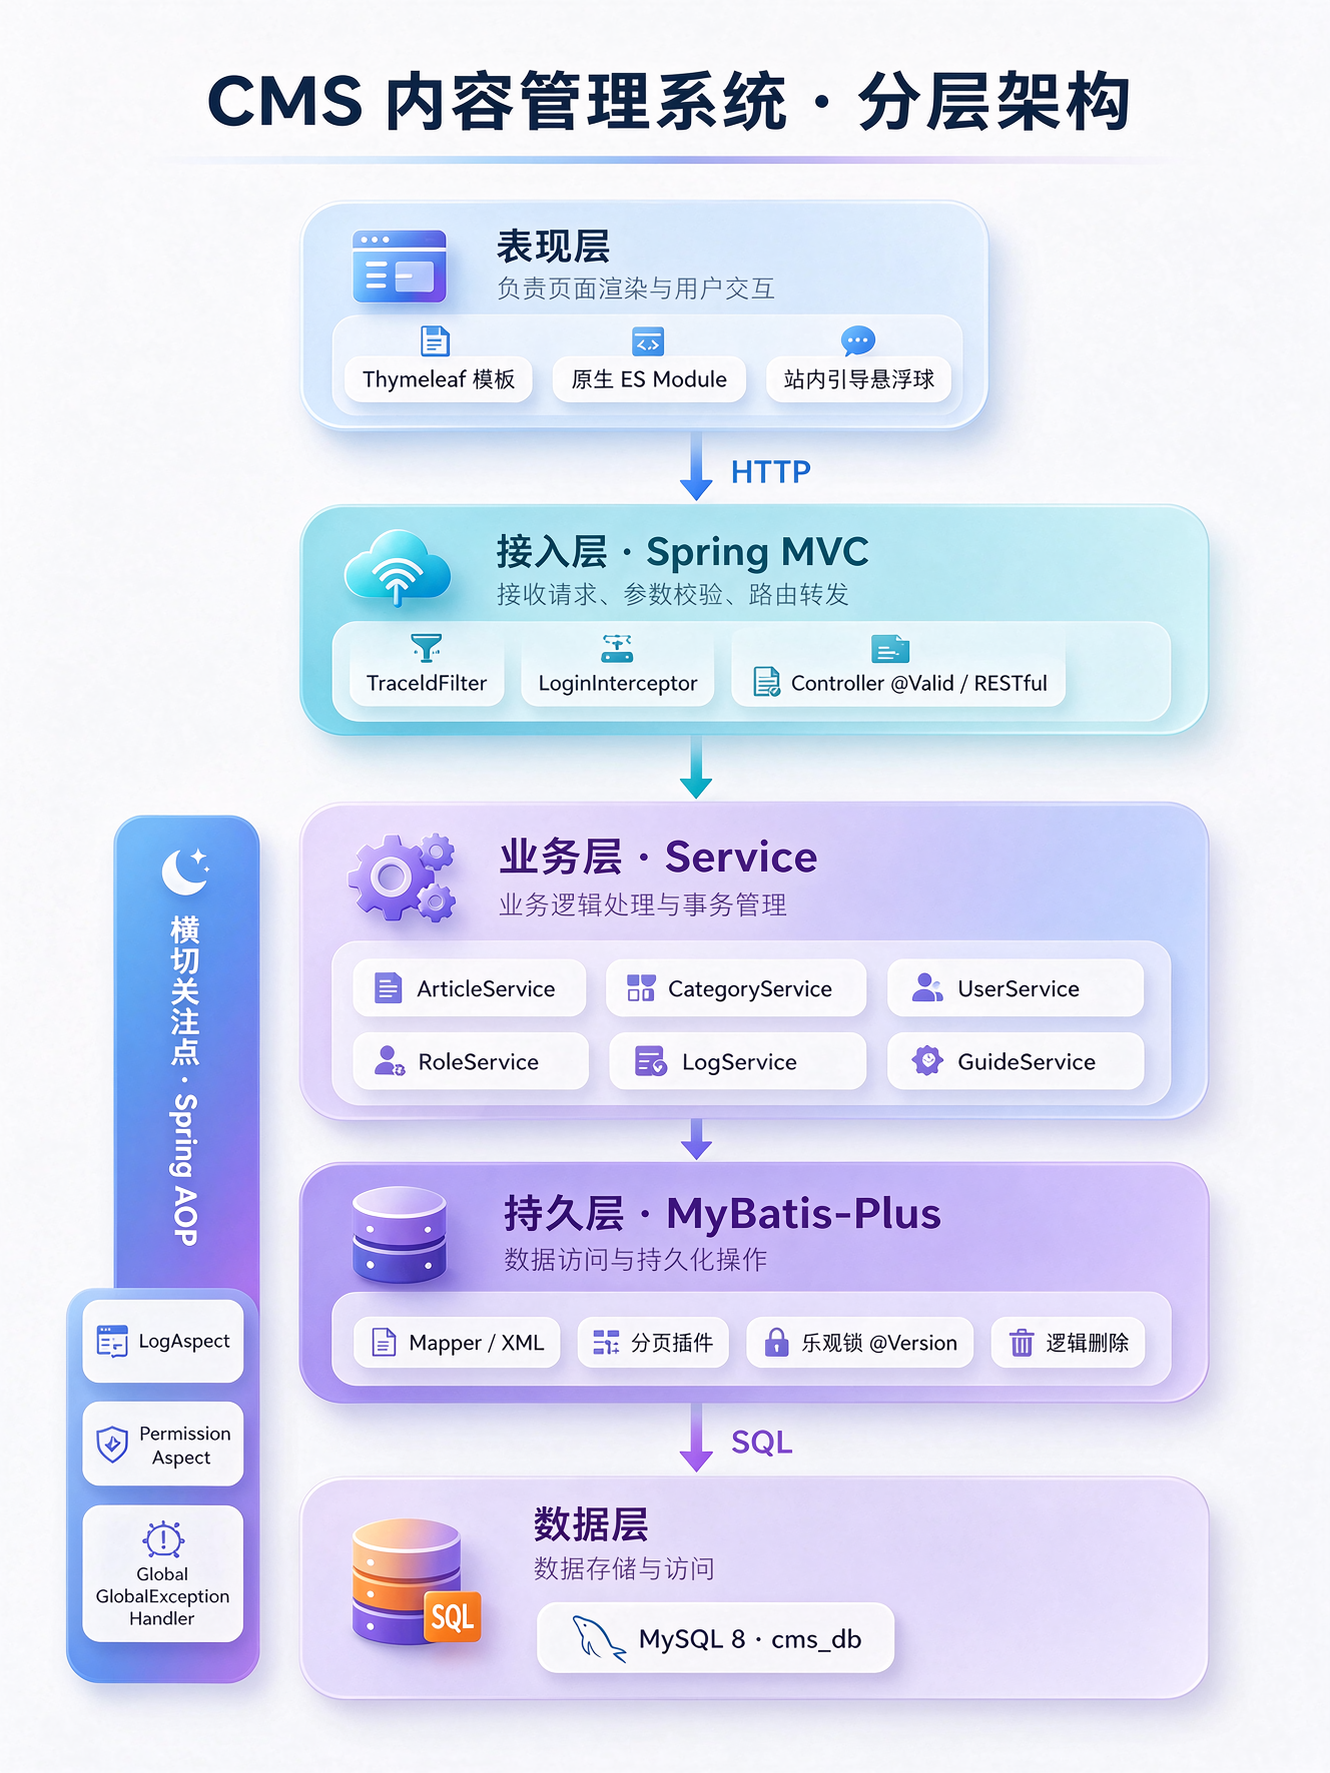 CMS 内容管理系统 · 分层架构
表现层
负责页面渲染与用户交互
Thymeleaf 模板
原生 ES Module
站内引导悬浮球
HTTP
接入层 · Spring MVC
接收请求、参数校验、路由转发
TraceIdFilter
LoginInterceptor
Controller @Valid / RESTful
业务层 · Service
业务逻辑处理与事务管理
ArticleService
CategoryService
UserService
RoleService
LogService
GuideService
持久层 · MyBatis-Plus
数据访问与持久化操作
Mapper / XML
分页插件
乐观锁 @Version
逻辑删除
SQL
数据层
数据存储与访问
SQL
MySQL 8 · cms_db
横切关注点 · Spring AOP
LogAspect
Permission
Aspect
Global
GlobalException
Handler